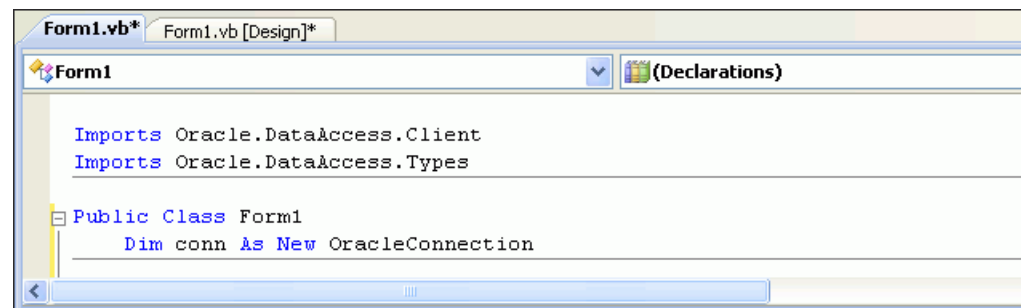 Form1.vb* Form1.vb [Design]*
Form1 (Declarations)
Imports Oracle.DataAccess.Client
Imports Oracle.DataAccess.Types
Public Class Form1
Dim conn As New OracleConnection